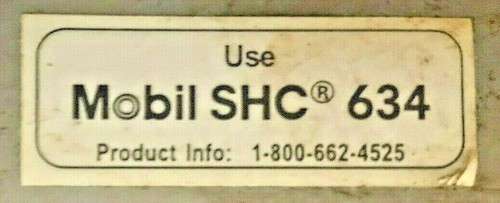 Use
Mobil SHC® 634
Product Info: 1-800-662-4525